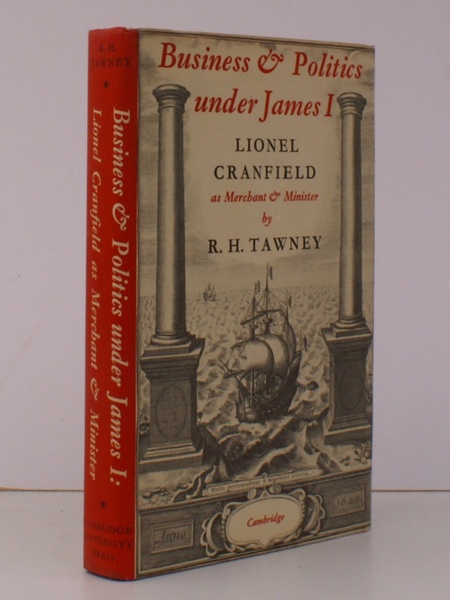 Business & Politics
under James I
LIONEL
CRANFIELD
as Merchant & Minister
by
R. H. TAWNEY
Cambridge
R. H.
TAWNEY
Business & Politics under James I:
Lionel Cranfield as Merchant & Minister
CAMBRIDGE
UNIVERSITY
PRESS